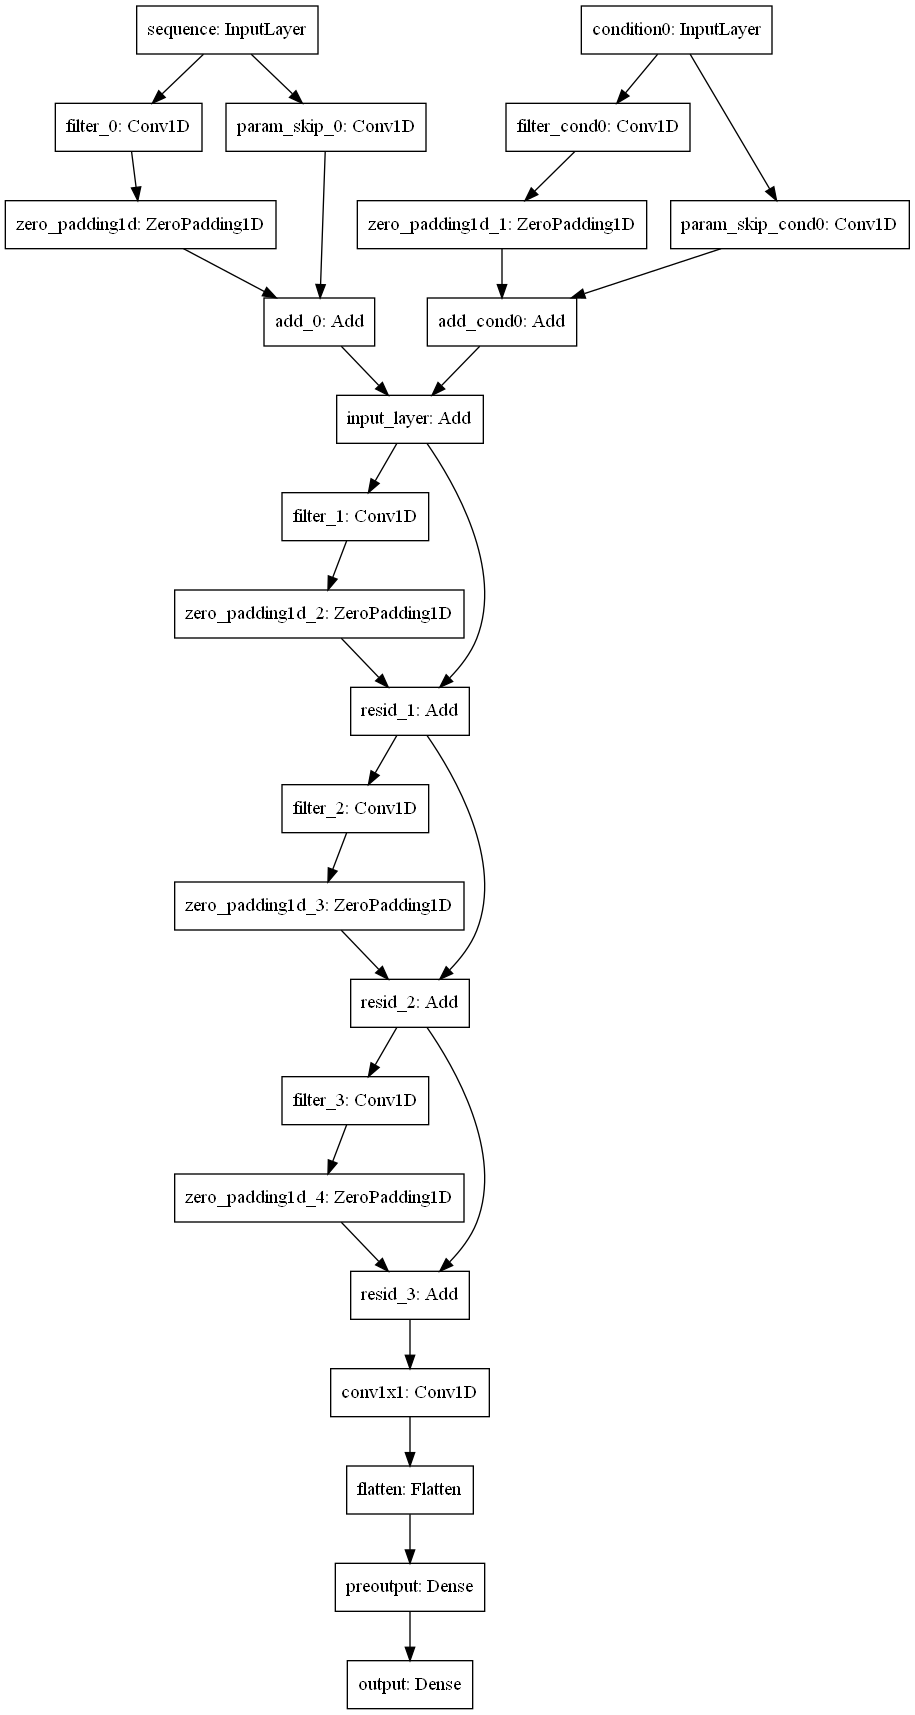 sequence: InputLayer
condition0: InputLayer
filter_0: Conv1D
param_skip_0: Conv1D
filter_cond0: Conv1D
zero_padding1d: ZeroPadding1D
zero_padding1d_1: ZeroPadding1D
param_skip_cond0: Conv1D
add_0: Add
add_cond0: Add
input_layer: Add
filter_1: Conv1D
zero_padding1d_2: ZeroPadding1D
resid_1: Add
filter_2: Conv1D
zero_padding1d_3: ZeroPadding1D
resid_2: Add
filter_3: Conv1D
zero_padding1d_4: ZeroPadding1D
resid_3: Add
conv1x1: Conv1D
flatten: Flatten
preoutput: Dense
output: Dense